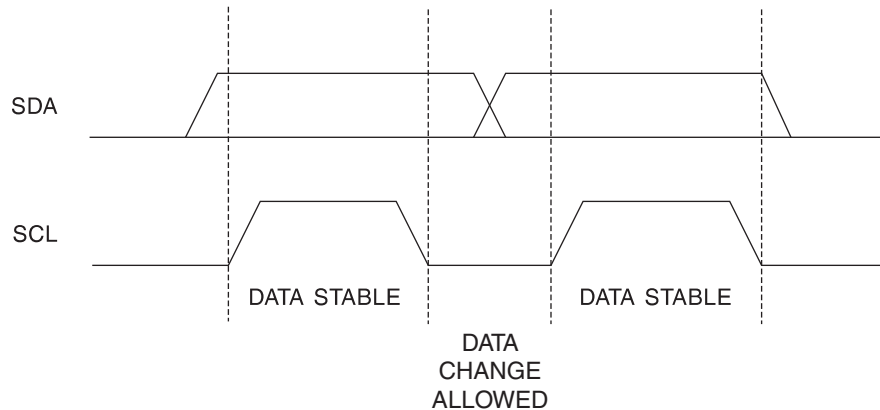 SDA
SCL
DATA STABLE
DATA STABLE
DATA
CHANGE
ALLOWED